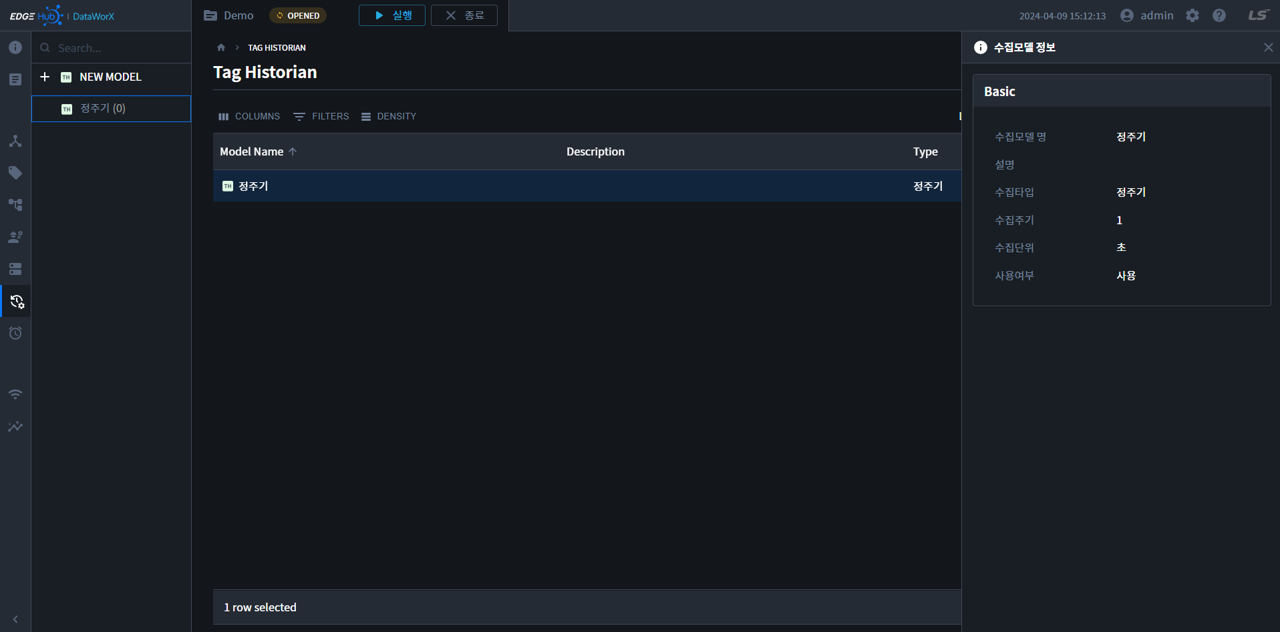 EDGE Hub | DataWorX
Demo
OPENED
실행
종료
2024-04-09 15:12:13
admin
LS
Search...
TH NEW MODEL
TH 정주기 (0)
TAG HISTORIAN
Tag Historian
COLUMNS FILTERS DENSITY
Model Name Description Type
TH 정주기 정주기
1 row selected
수집모델 정보
Basic
수집모델 명 정주기
설명
수집타입 정주기
수집주기 1
수집단위 초
사용여부 사용